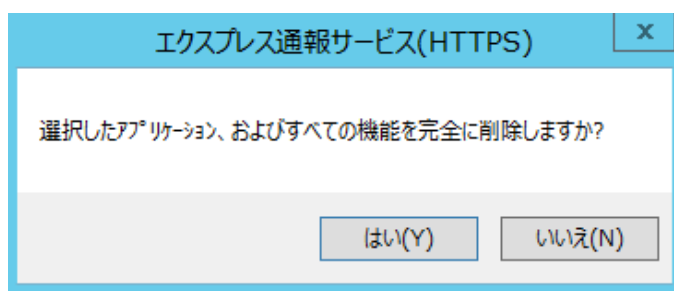 エクスプレス通報サービス(HTTPS)
x
選択したｱﾌﾟﾘｹｰｼｮﾝ、およびすべての機能を完全に削除しますか?
はい(Y)
いいえ(N)